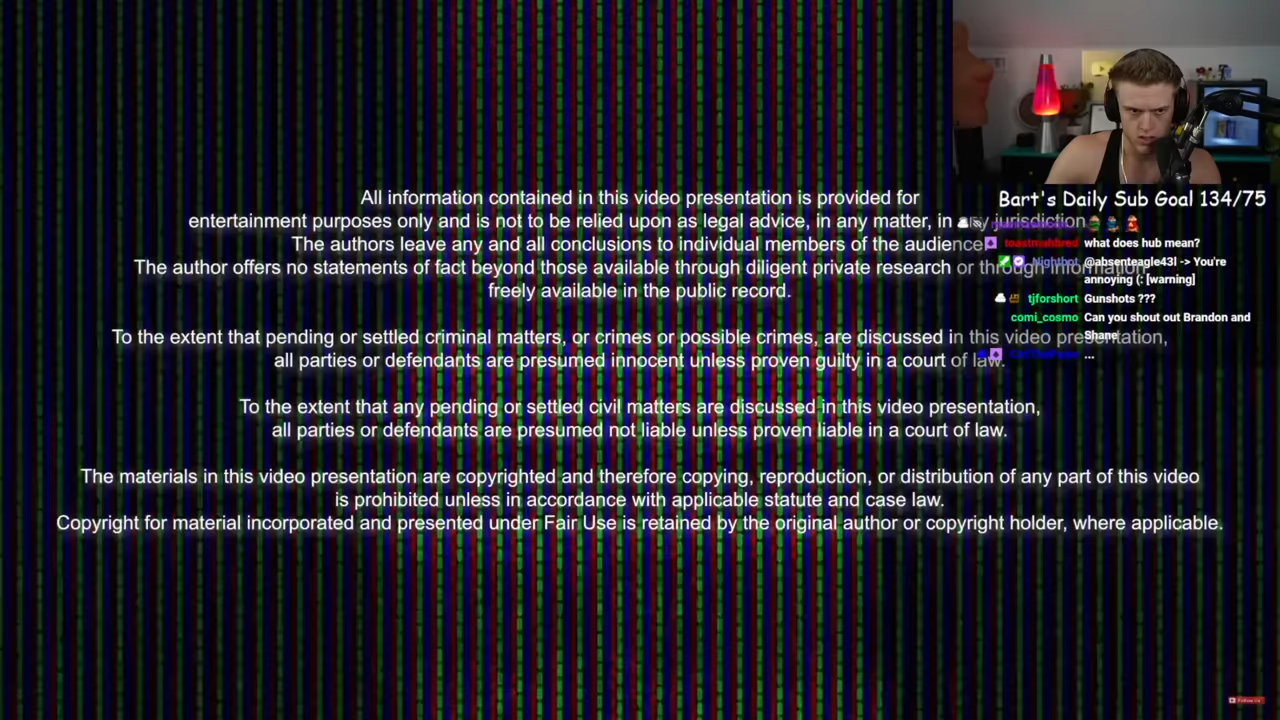 All information contained in this video presentation is provided for
entertainment purposes only and is not to be relied upon as legal advice, in any matter, in any jurisdiction.
The authors leave any and all conclusions to individual members of the audience
The author offers no statements of fact beyond those available through diligent private research or through information
freely available in the public record.
To the extent that pending or settled criminal matters, or crimes or possible crimes, are discussed in this video presentation,
all parties or defendants are presumed innocent unless proven guilty in a court of law.
To the extent that any pending or settled civil matters are discussed in this video presentation,
all parties or defendants are presumed not liable unless proven liable in a court of law.
The materials in this video presentation are copyrighted and therefore copying, reproduction, or distribution of any part of this video
is prohibited unless in accordance with applicable statute and case law.
Copyright for material incorporated and presented under Fair Use is retained by the original author or copyright holder, where applicable.
Bart's Daily Sub Goal 134/75
what does hub mean?
Nightbot @absenteagle43l -> You're
annoying (: [warning]
tjforshort Gunshots ???
comi_cosmo Can you shout out Brandon and
Shane
...